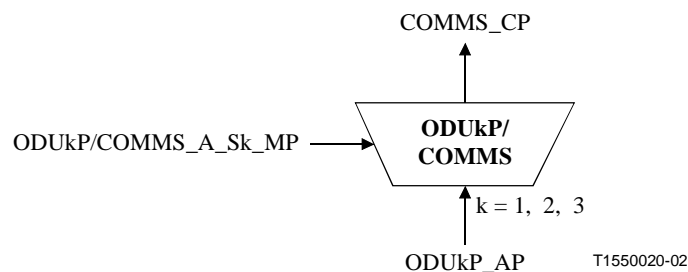 COMMS_CP
ODUkP/COMMS_A_Sk_MP
ODUkP/
COMMS
k = 1, 2, 3
ODUkP_AP
T1550020-02